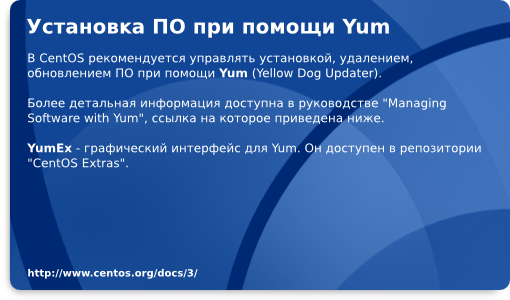 Установка ПО при помощи Yum
В CentOS рекомендуется управлять установкой, удалением,
обновлением ПО при помощи Yum (Yellow Dog Updater).
Более детальная информация доступна в руководстве "Managing
Software with Yum", ссылка на которое приведена ниже.
YumEx - графический интерфейс для Yum. Он доступен в репозитории
"CentOS Extras".
http://www.centos.org/docs/3/